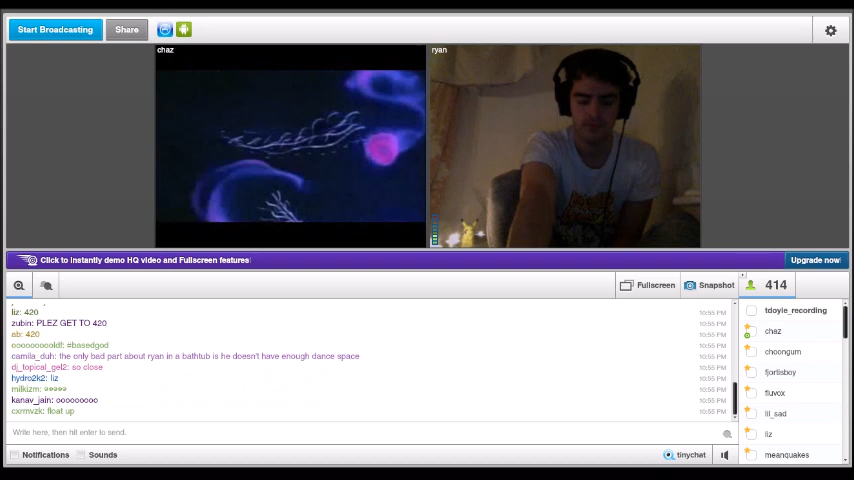 Start Broadcasting Share
chaz ryan
Click to instantly demo HQ video and Fullscreen features
Upgrade now
Fullscreen Snapshot 414
liz: 420 10:55 PM
zubin: PLEZ GET TO 420 10:55 PM
ab: 420 10:55 PM
#basedgod 10:55 PM
camila_duh: the only bad part about ryan in a bathtub is he doesn't have enough dance space 10:55 PM
dj_topical_gel2: so close 10:55 PM
hydro2k2: liz 10:55 PM
milkizm: 10:55 PM
kanav_jain: ooooooooo 10:55 PM
cxrmvzk: float up 10:55 PM
Write here, then hit enter to send.
Notifications Sounds
tinychat
tdoyle_recording
chaz
choongum
fjortisboy
fluvox
lil_sad
liz
meanquakes